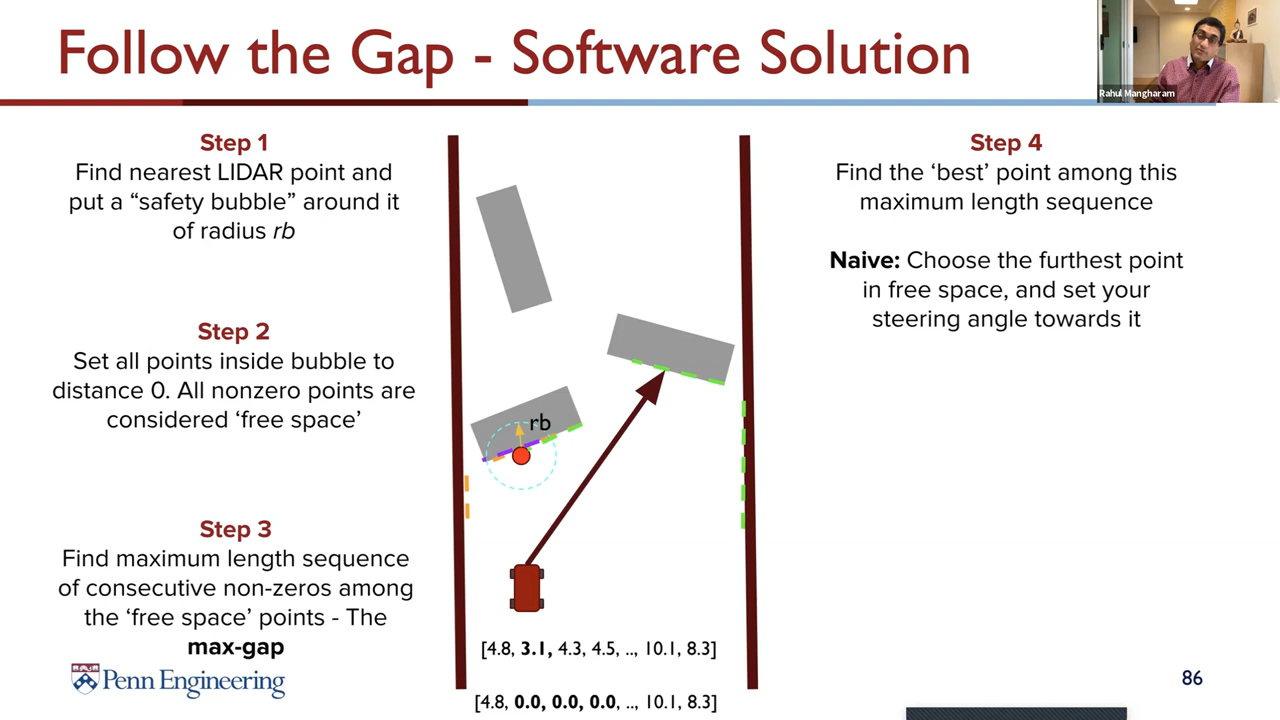 Follow the Gap - Software Solution
Rahul Mangharam
Step 1
Find nearest LIDAR point and
put a “safety bubble” around it
of radius rb
Step 2
Set all points inside bubble to
distance 0. All nonzero points are
considered ‘free space’
Step 3
Find maximum length sequence
of consecutive non-zeros among
the ‘free space’ points - The
max-gap
Penn Engineering
rb
[4.8, 3.1, 4.3, 4.5, .., 10.1, 8.3]
[4.8, 0.0, 0.0, 0.0, .., 10.1, 8.3]
Step 4
Find the ‘best’ point among this
maximum length sequence
Naive: Choose the furthest point
in free space, and set your
steering angle towards it
86